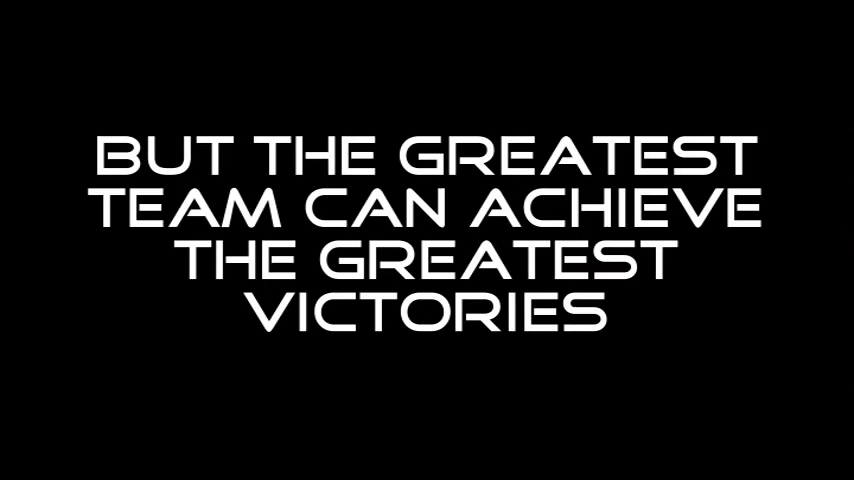 BUT THE GREATEST
TEAM CAN ACHIEVE
THE GREATEST
VICTORIES